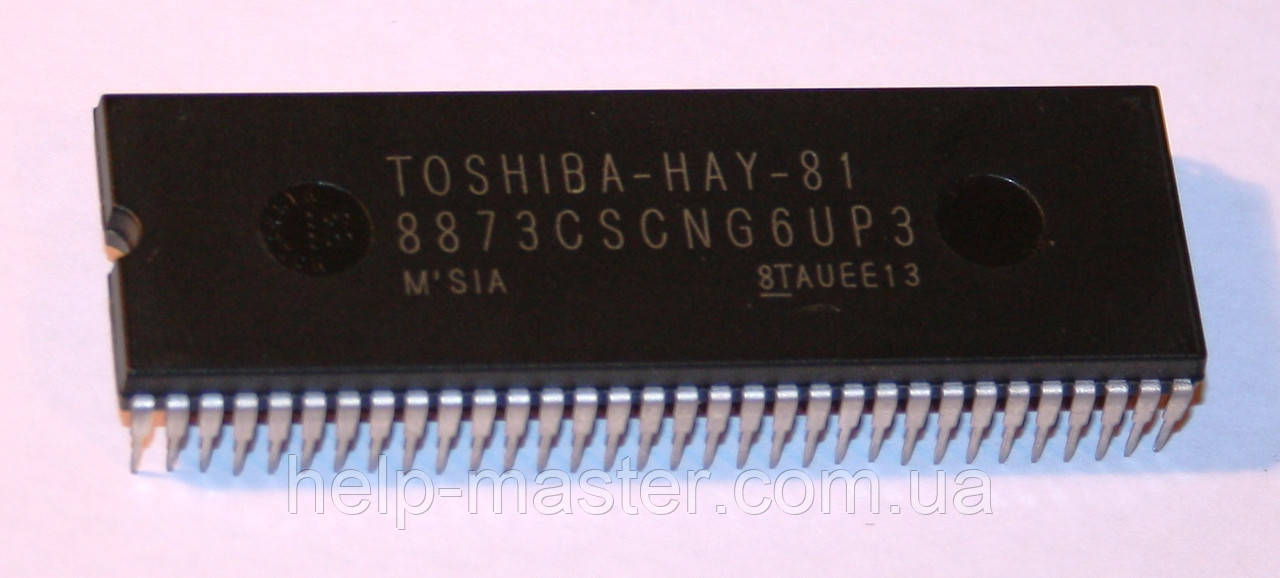 TOSHIBA-HAY-81
8873CSCNG6UP3
M'SIA 8TAUEE13
help-master.com.ua